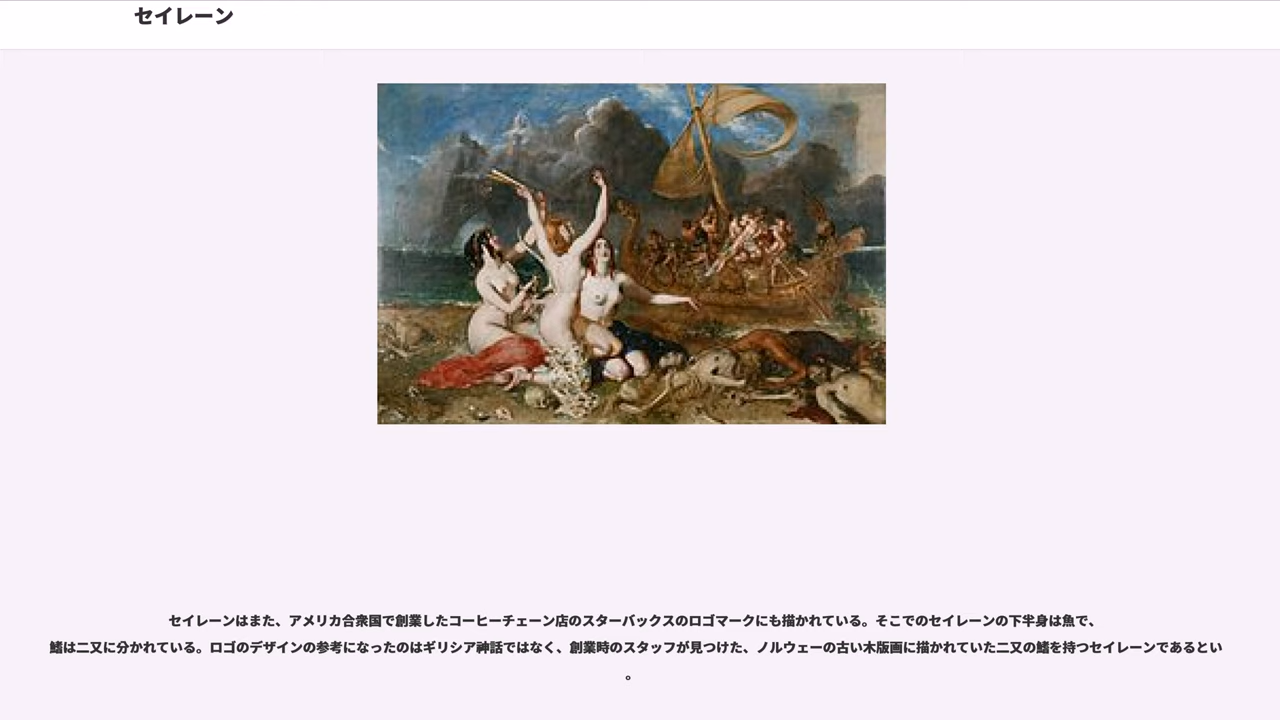 セイレーン
セイレーンはまた、アメリカ合衆国で創業したコーヒーチェーン店のスターバックスのロゴマークにも描かれている。そこでのセイレーンの下半身は魚で、
鰭は二又に分かれている。ロゴのデザインの参考になったのはギリシア神話ではなく、創業時のスタッフが見つけた、ノルウェーの古い木版画に描かれていた二又の鰭を持つセイレーンであるとい
。